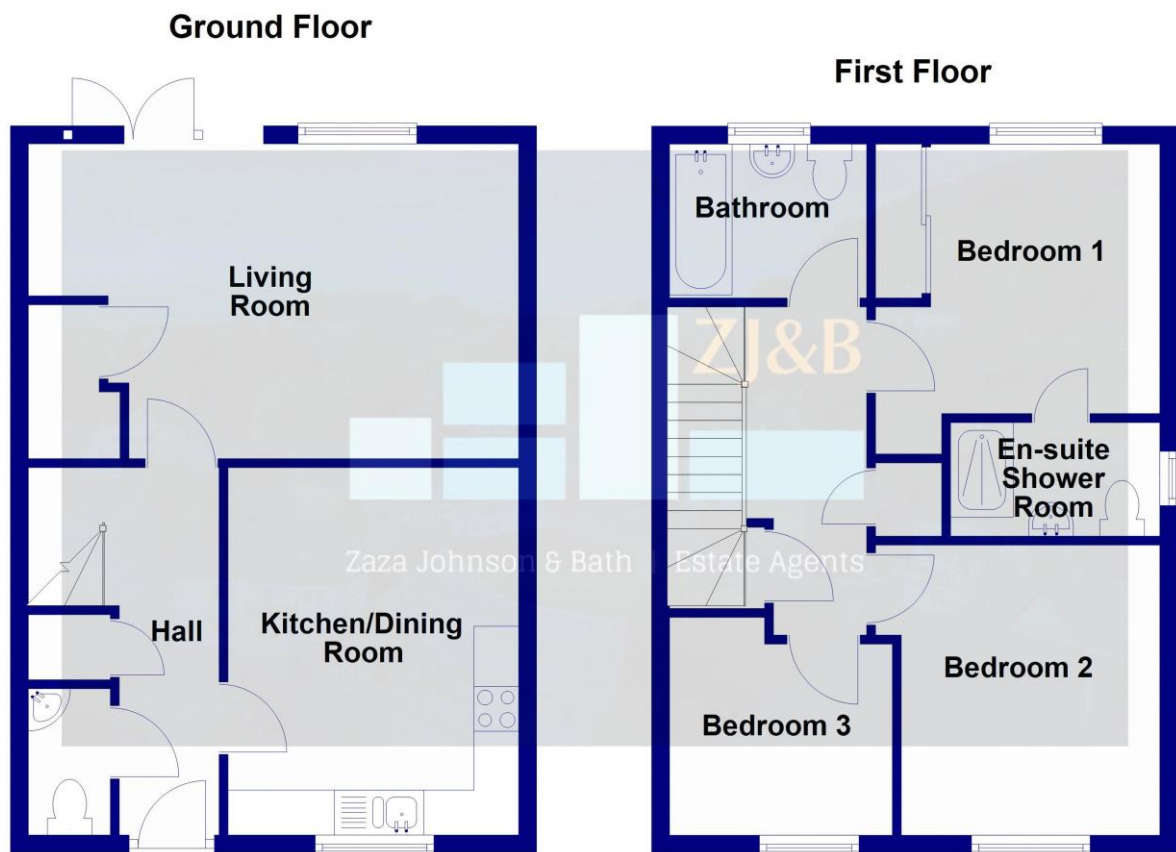 Ground Floor
First Floor
Living
Room
Hall
Kitchen/Dining
Room
Bathroom
Bedroom 1
En-suite
Shower
Room
Bedroom 2
Bedroom 3
ZJ&B
Zaza Johnson & Bath | Estate Agents